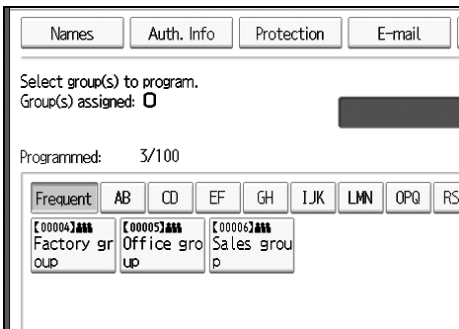 Names Auth. Info Protection E-mail
Select group(s) to program.
Group(s) assigned: 0
Programmed: 3/100
Frequent AB CD EF GH IJK LMN OPQ RS
【00004】 【00005】 【00006】
Factory gr Office gro Sales grou
oup up p